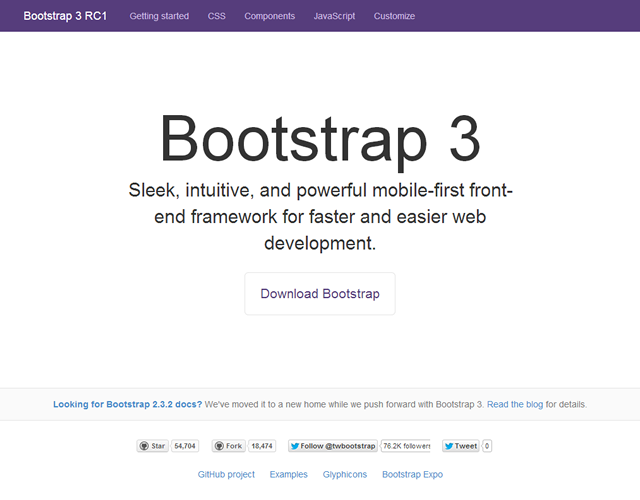 Bootstrap 3 RC1 Getting started CSS Components JavaScript Customize
Bootstrap 3
Sleek, intuitive, and powerful mobile-first front-
end framework for faster and easier web
development.
Download Bootstrap
Looking for Bootstrap 2.3.2 docs? We've moved it to a new home while we push forward with Bootstrap 3. Read the blog for details.
Star 54,704 Fork 18,474 Follow @twbootstrap 76.2K followers Tweet 0
GitHub project Examples Glyphicons Bootstrap Expo